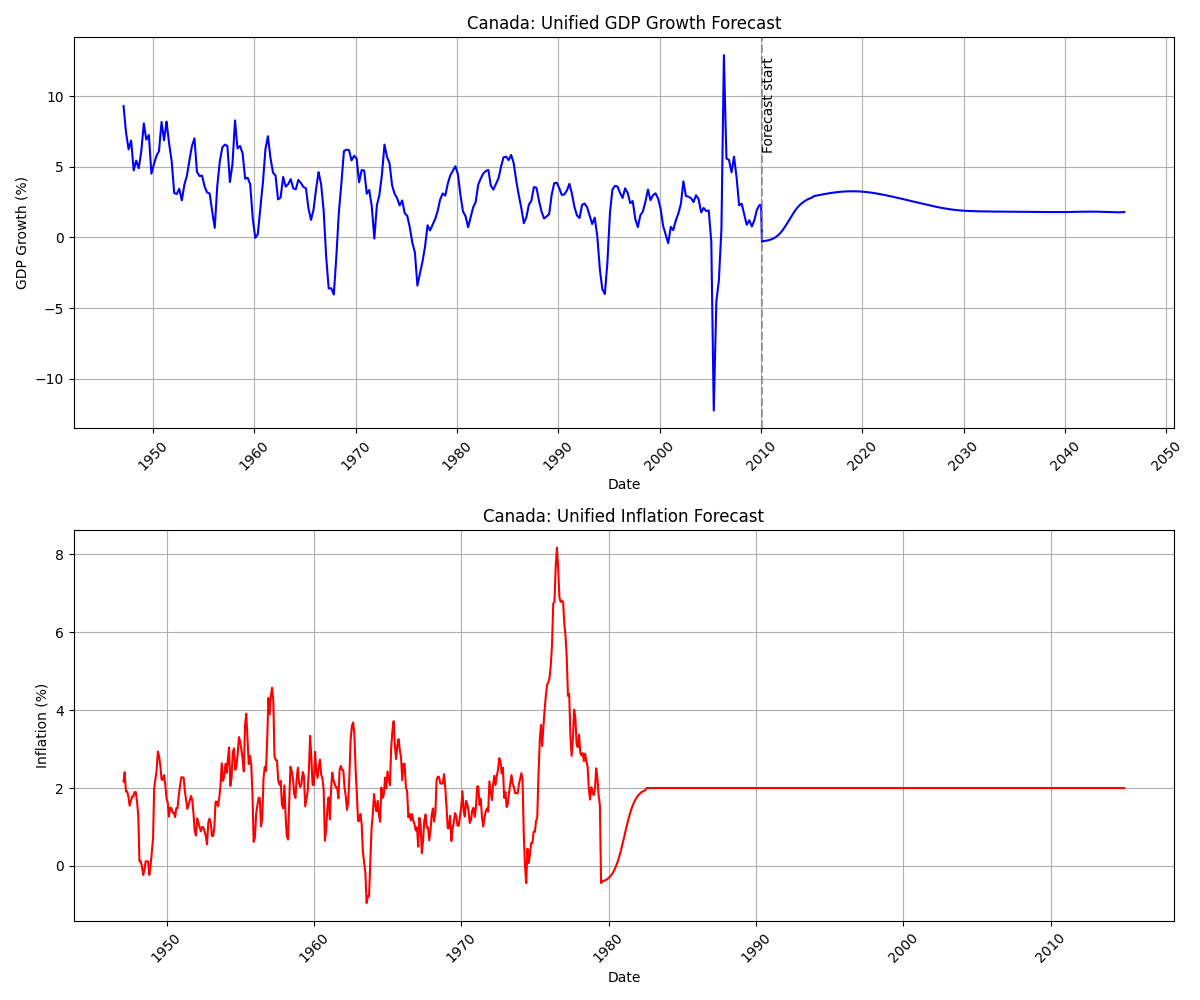 Canada: Unified GDP Growth Forecast
GDP Growth (%)
10
5
0
−5
−10
Forecast start
1950 1960 1970 1980 1990 2000 2010 2020 2030 2040 2050
Date
Canada: Unified Inflation Forecast
Inflation (%)
8
6
4
2
0
1950 1960 1970 1980 1990 2000 2010
Date